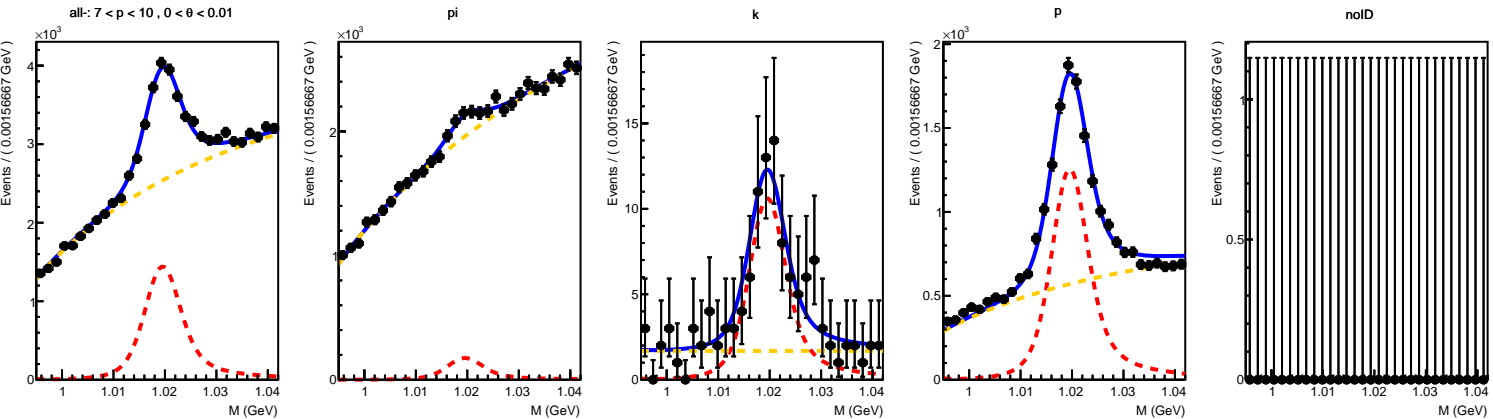 all-: 7 < p < 10 , 0 < θ < 0.01
×10³
Events / ( 0.00156667 GeV )
4
3
2
1
0
1 1.01 1.02 1.03 1.04
M (GeV)
pi
×10³
Events / ( 0.00156667 GeV )
2
1
0
1 1.01 1.02 1.03 1.04
M (GeV)
k
Events / ( 0.00156667 GeV )
15
10
5
0
1 1.01 1.02 1.03 1.04
M (GeV)
p
×10³
Events / ( 0.00156667 GeV )
2
1.5
1
0.5
0
1 1.01 1.02 1.03 1.04
M (GeV)
noID
Events / ( 0.00156667 GeV )
1
0.5
0
1 1.01 1.02 1.03 1.04
M (GeV)